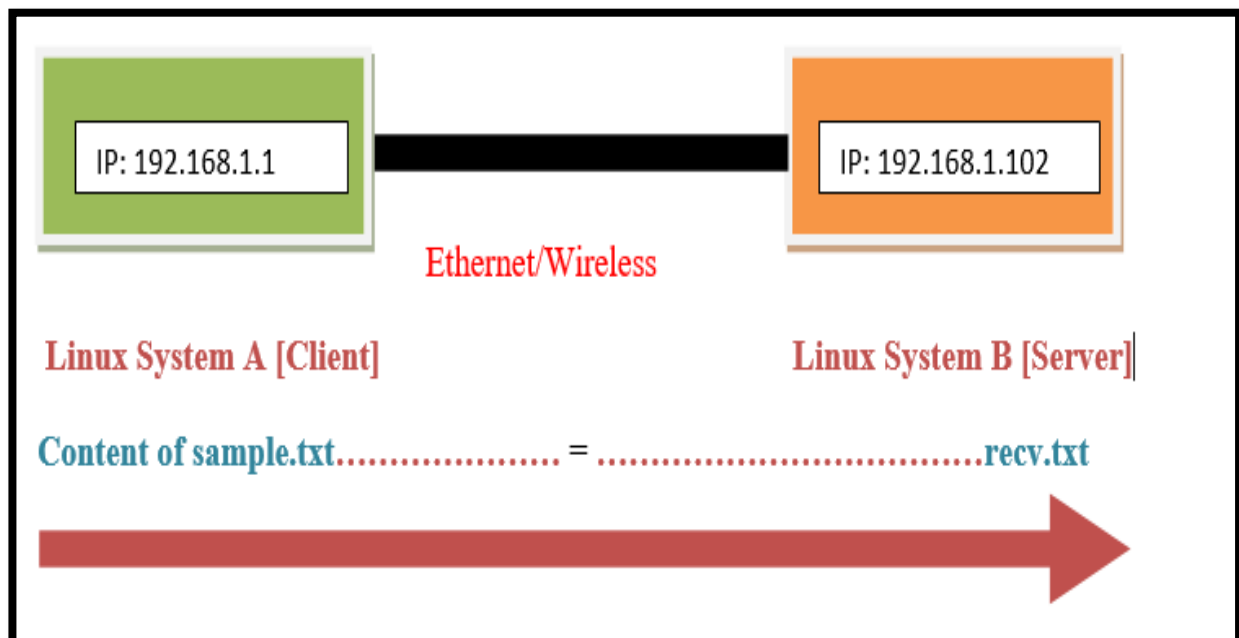 IP: 192.168.1.1
IP: 192.168.1.102
Ethernet/Wireless
Linux System A [Client]
Linux System B [Server]
Content of sample.txt..................... = ....................................recv.txt